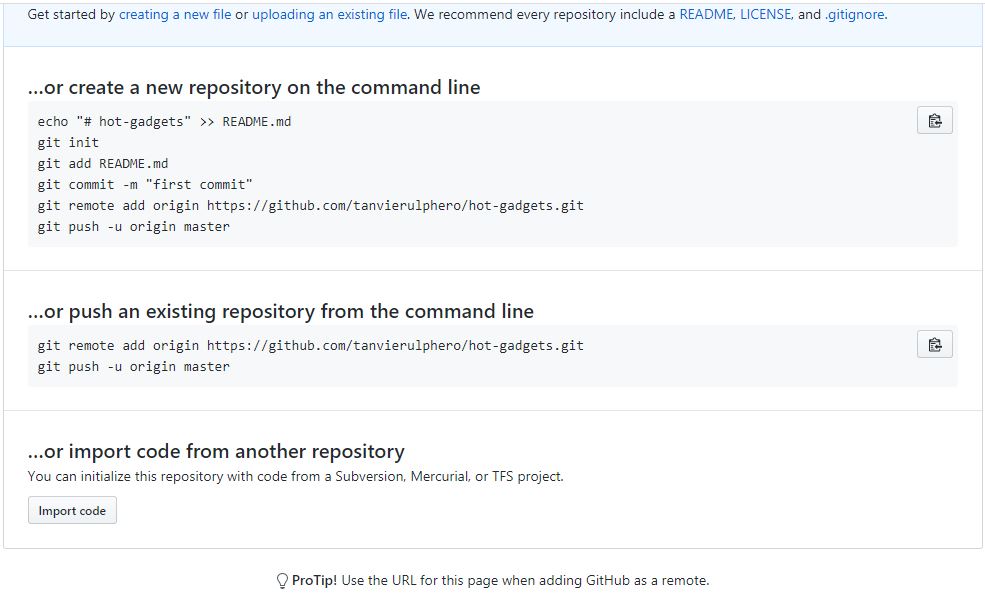 Get started by creating a new file or uploading an existing file. We recommend every repository include a README, LICENSE, and .gitignore.
…or create a new repository on the command line
echo "# hot-gadgets" >> README.md
git init
git add README.md
git commit -m "first commit"
git remote add origin https://github.com/tanvierulphero/hot-gadgets.git
git push -u origin master
…or push an existing repository from the command line
git remote add origin https://github.com/tanvierulphero/hot-gadgets.git
git push -u origin master
…or import code from another repository
You can initialize this repository with code from a Subversion, Mercurial, or TFS project.
Import code
ProTip! Use the URL for this page when adding GitHub as a remote.